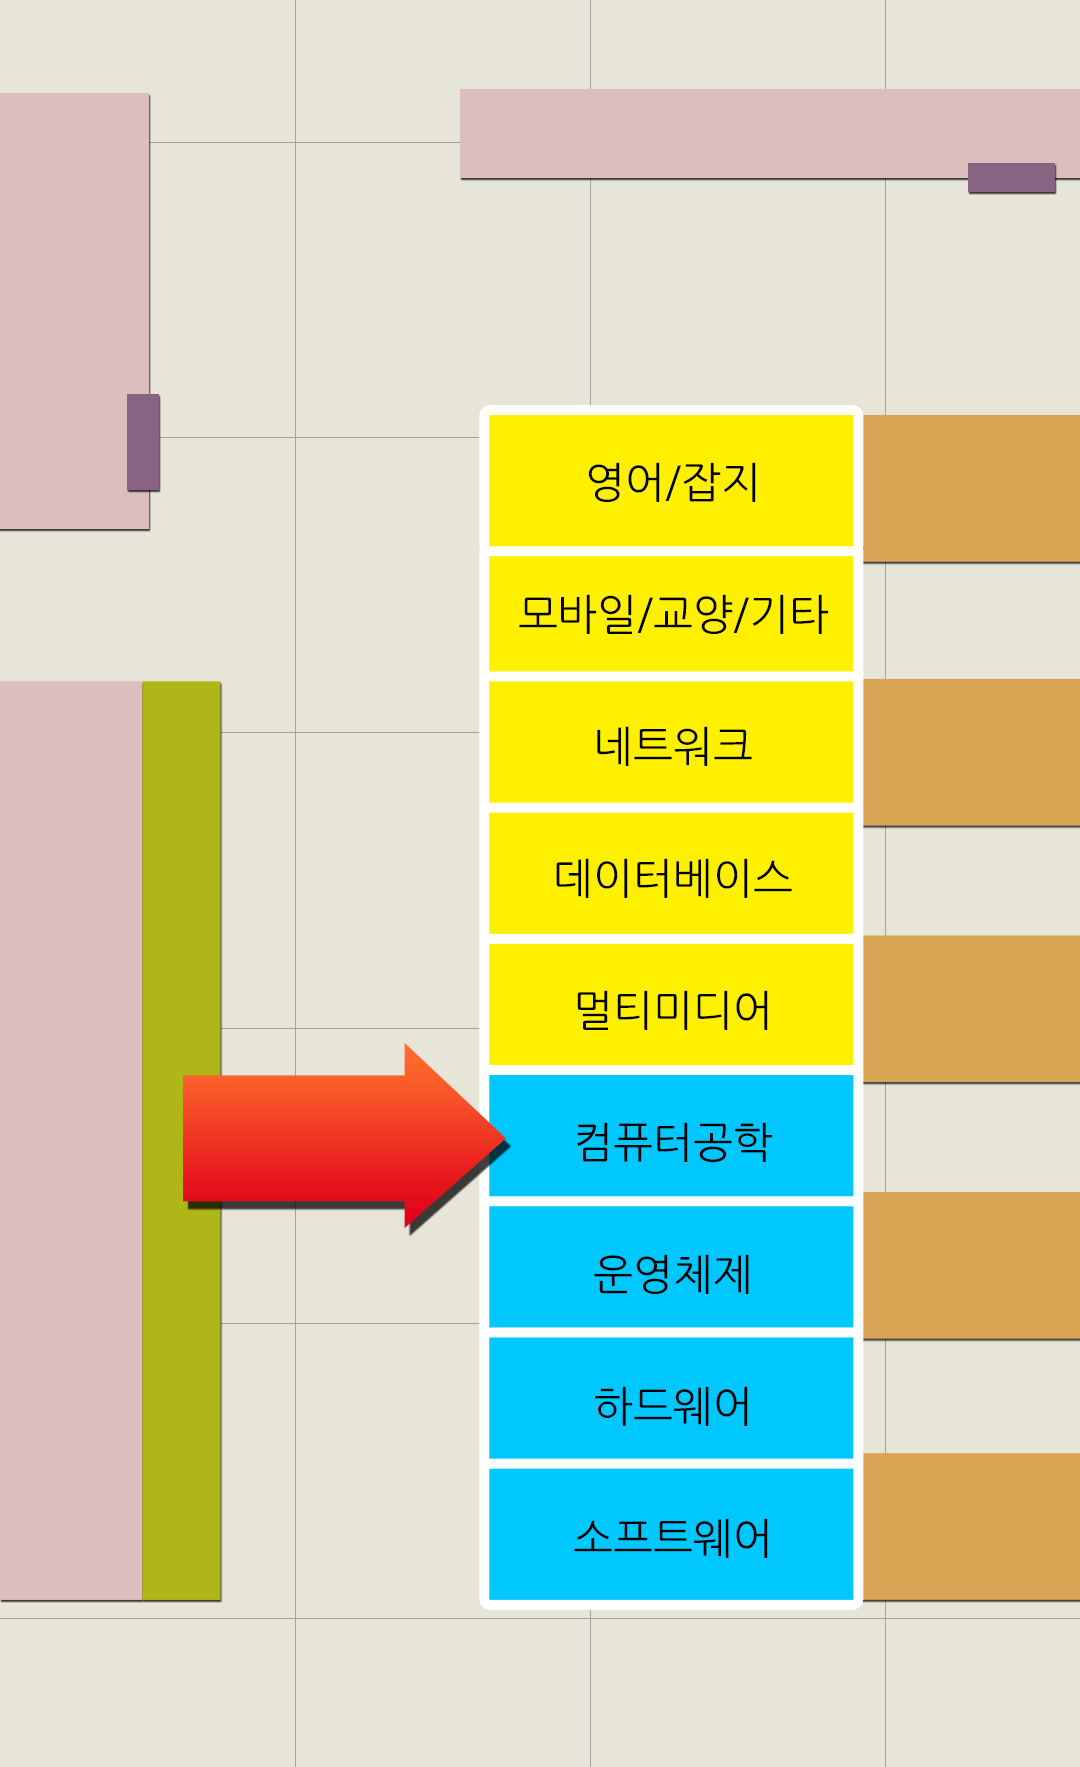 영어/잡지
모바일/교양/기타
네트워크
데이터베이스
멀티미디어
컴퓨터공학
운영체제
하드웨어
소프트웨어